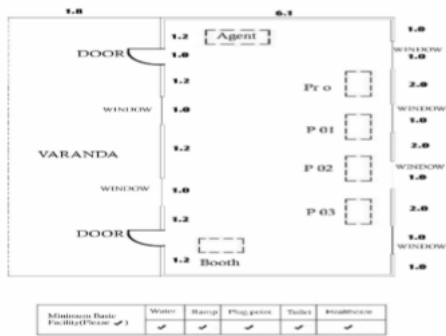 1.8 6.1
1.2 Agent 1.0
DOOR 1.0 WINDOW
1.0
1.2 Pr o 2.0
WINDOW 1.0 WINDOW
P 01 1.0
VARANDA 1.2 2.0
P 02 WINDOW
WINDOW 1.0 1.0
1.2 P 03 2.0
DOOR 1.0
WINDOW
1.2 Booth 1.0
Minimum Basic Water Ramp Plug point Toilet Healthcare
Facility(Please ✓) ✓ ✓ ✓ ✓ ✓